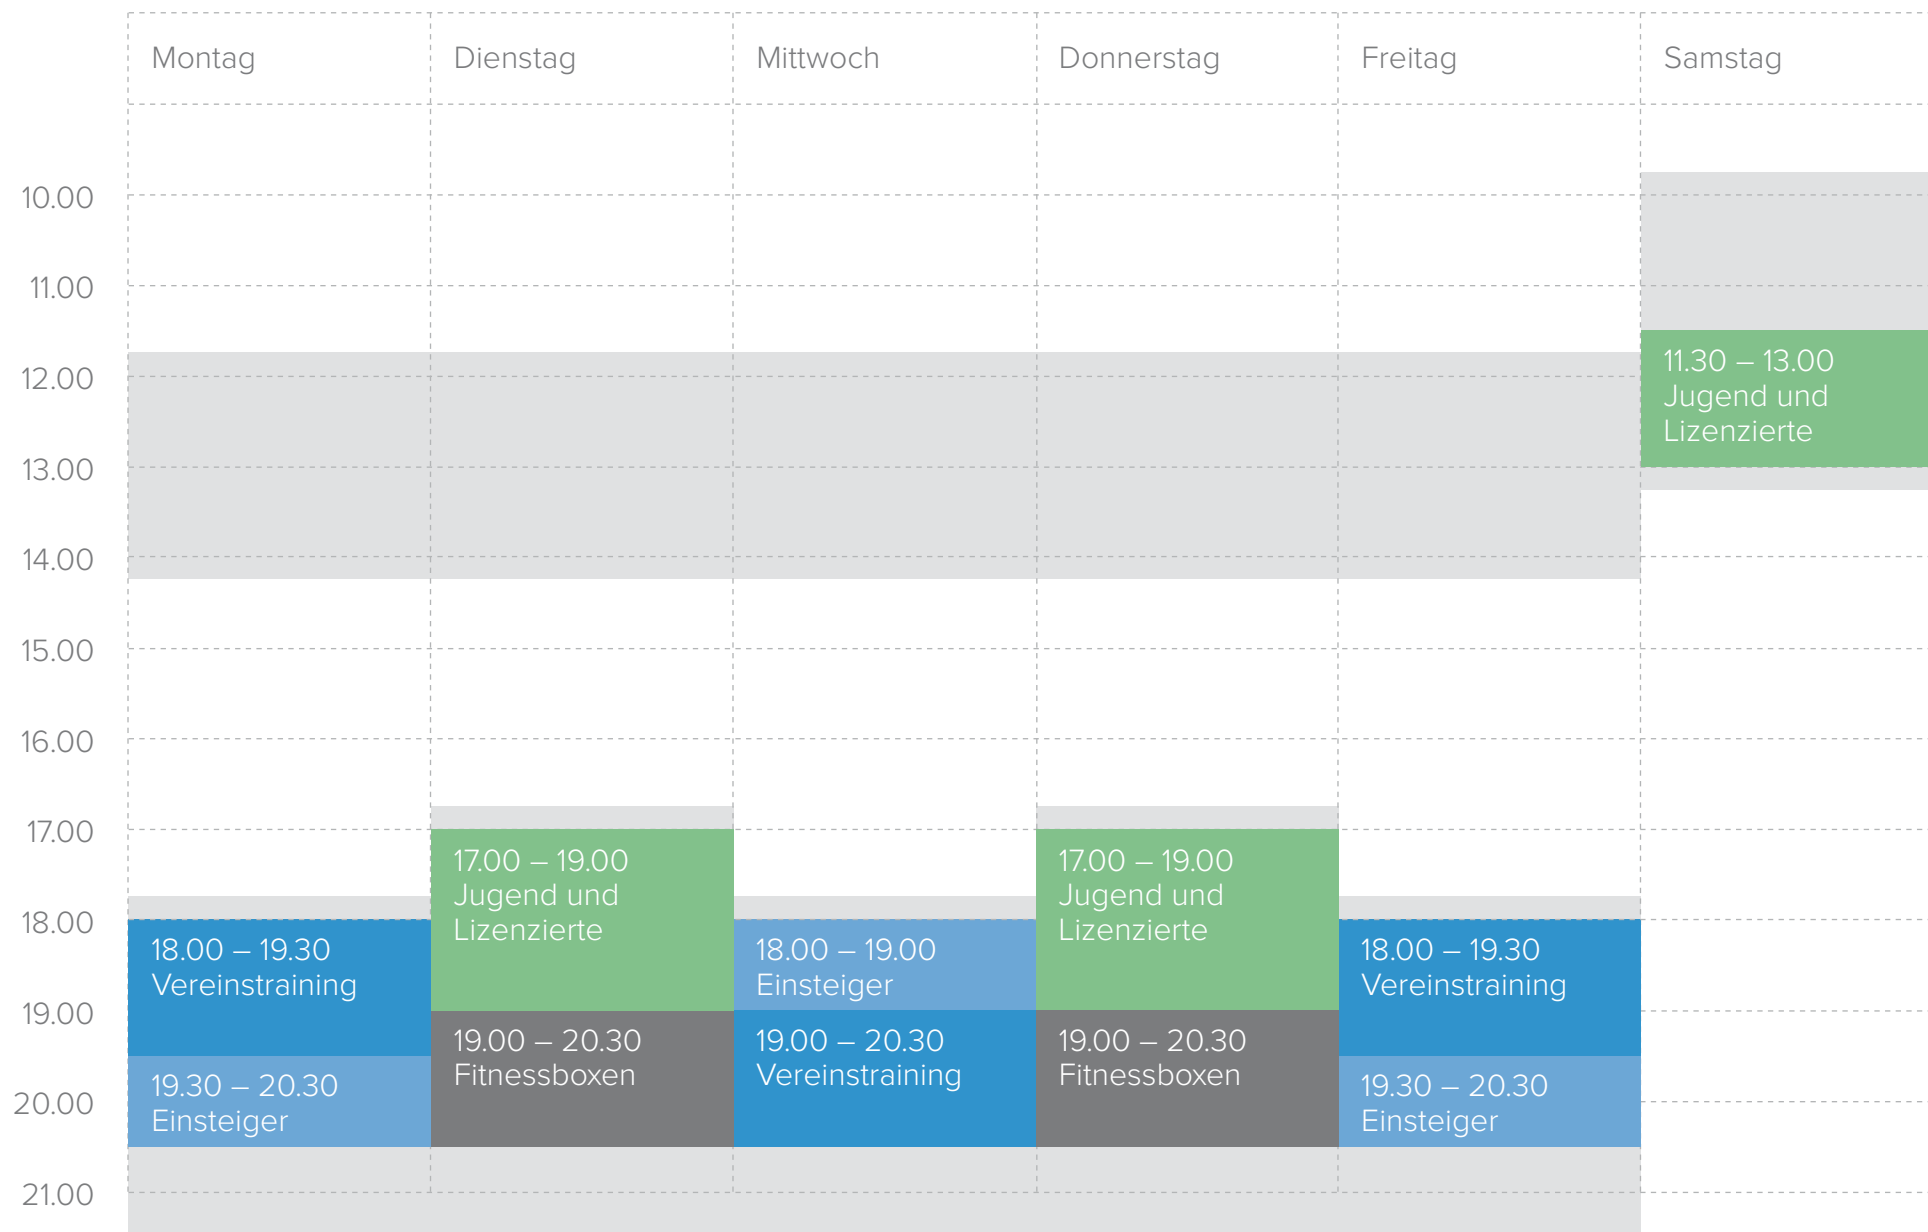 Montag
Dienstag
Mittwoch
Donnerstag
Freitag
Samstag
10.00
11.00
12.00
13.00
14.00
15.00
16.00
17.00
18.00
19.00
20.00
21.00
18.00 – 19.30
Vereinstraining
19.30 – 20.30
Einsteiger
17.00 – 19.00
Jugend und
Lizenzierte
19.00 – 20.30
Fitnessboxen
18.00 – 19.00
Einsteiger
19.00 – 20.30
Vereinstraining
17.00 – 19.00
Jugend und
Lizenzierte
19.00 – 20.30
Fitnessboxen
18.00 – 19.30
Vereinstraining
19.30 – 20.30
Einsteiger
11.30 – 13.00
Jugend und
Lizenzierte